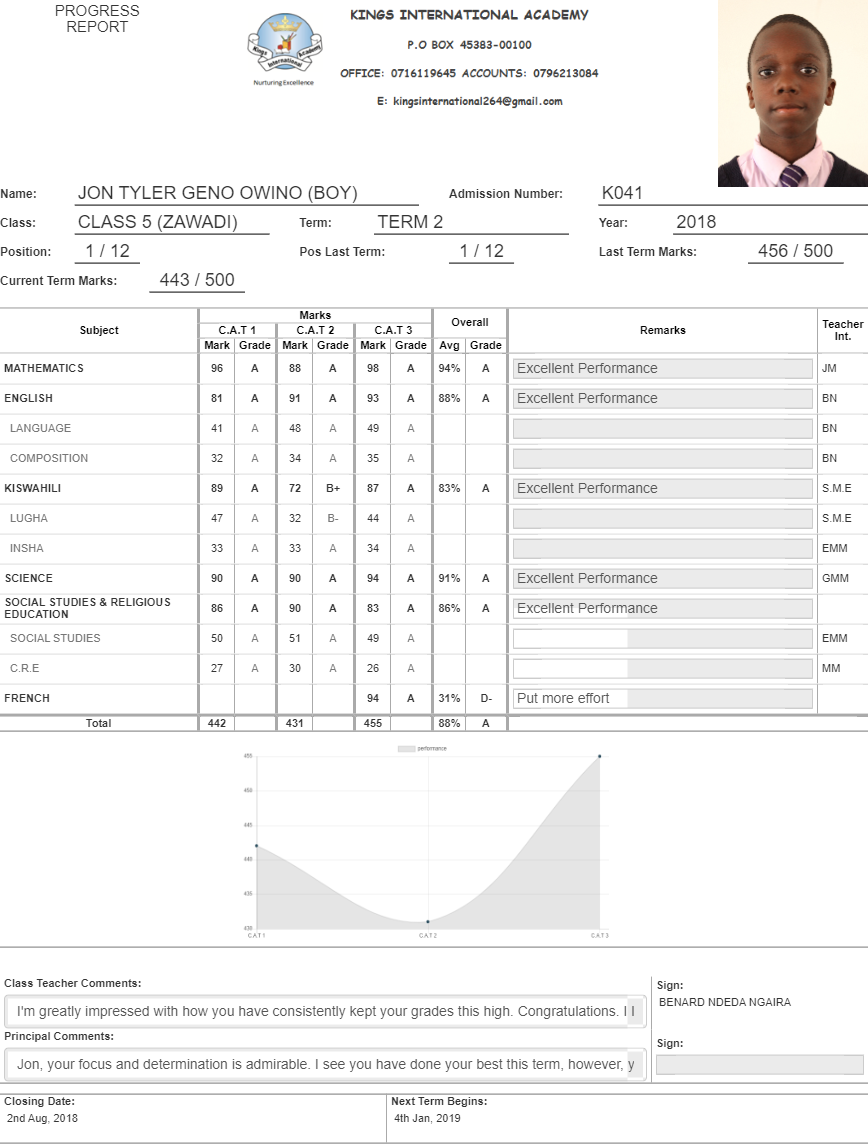 PROGRESS
REPORT
KINGS INTERNATIONAL ACADEMY
P.O BOX 45383-00100
OFFICE: 0716119645 ACCOUNTS: 0796213084
E: kingsinternational264@gmail.com
Kings International Academy
Nurturing Excellence
Name: JON TYLER GENO OWINO (BOY) Admission Number: K041
Class: CLASS 5 (ZAWADI) Term: TERM 2 Year: 2018
Position: 1 / 12 Pos Last Term: 1 / 12 Last Term Marks: 456 / 500
Current Term Marks: 443 / 500
Subject Marks Overall Remarks Teacher Int.
C.A.T 1 C.A.T 2 C.A.T 3
Mark Grade Mark Grade Mark Grade Avg Grade
MATHEMATICS 96 A 88 A 98 A 94% A Excellent Performance JM
ENGLISH 81 A 91 A 93 A 88% A Excellent Performance BN
LANGUAGE 41 A 48 A 49 A BN
COMPOSITION 32 A 34 A 35 A BN
KISWAHILI 89 A 72 B+ 87 A 83% A Excellent Performance S.M.E
LUGHA 47 A 32 B- 44 A S.M.E
INSHA 33 A 33 A 34 A EMM
SCIENCE 90 A 90 A 94 A 91% A Excellent Performance GMM
SOCIAL STUDIES & RELIGIOUS
EDUCATION 86 A 90 A 83 A 86% A Excellent Performance
SOCIAL STUDIES 50 A 51 A 49 A EMM
C.R.E 27 A 30 A 26 A MM
FRENCH 94 A 31% D- Put more effort
Total 442 431 455 88% A
performance
455
450
445
440
435
430
CAT1 CAT2 CAT3
Class Teacher Comments:
I'm greatly impressed with how you have consistently kept your grades this high. Congratulations. I
Sign:
BENARD NDEDA NGAIRA
Principal Comments:
Jon, your focus and determination is admirable. I see you have done your best this term, however, y
Sign:
Closing Date:
2nd Aug, 2018
Next Term Begins:
4th Jan, 2019